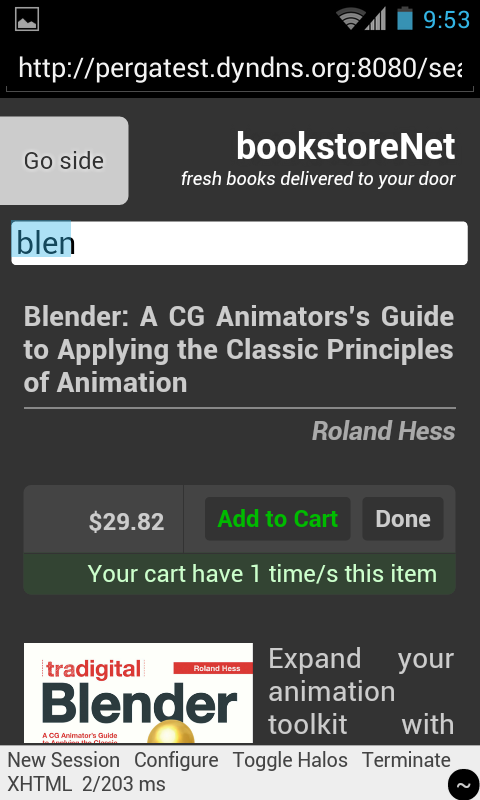 9:53
http://pergatest.dyndns.org:8080/sea
Go side
bookstoreNet
fresh books delivered to your door
blen
Blender: A CG Animators's Guide
to Applying the Classic Principles
of Animation
Roland Hess
$29.82
Add to Cart
Done
Your cart have 1 time/s this item
tradigital
Roland Hess
Blender
A CG Animator's Guide
to Applying the Classic
Expand your
animation
toolkit with
New Session Configure Toggle Halos Terminate
XHTML 2/203 ms
~